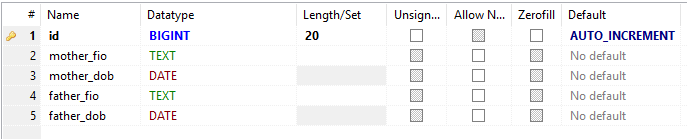 # Name Datatype Length/Set Unsign... Allow N... Zerofill Default
1 id BIGINT 20 AUTO_INCREMENT
2 mother_fio TEXT No default
3 mother_dob DATE No default
4 father_fio TEXT No default
5 father_dob DATE No default